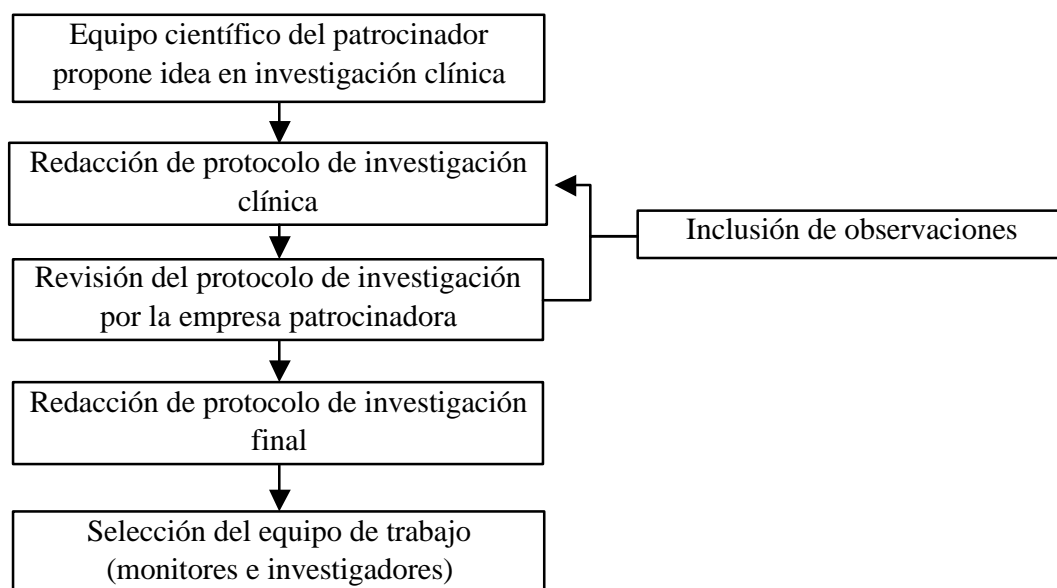 Equipo científico del patrocinador
propone idea en investigación clínica
Redacción de protocolo de investigación
clínica
Inclusión de observaciones
Revisión del protocolo de investigación
por la empresa patrocinadora
Redacción de protocolo de investigación
final
Selección del equipo de trabajo
(monitores e investigadores)